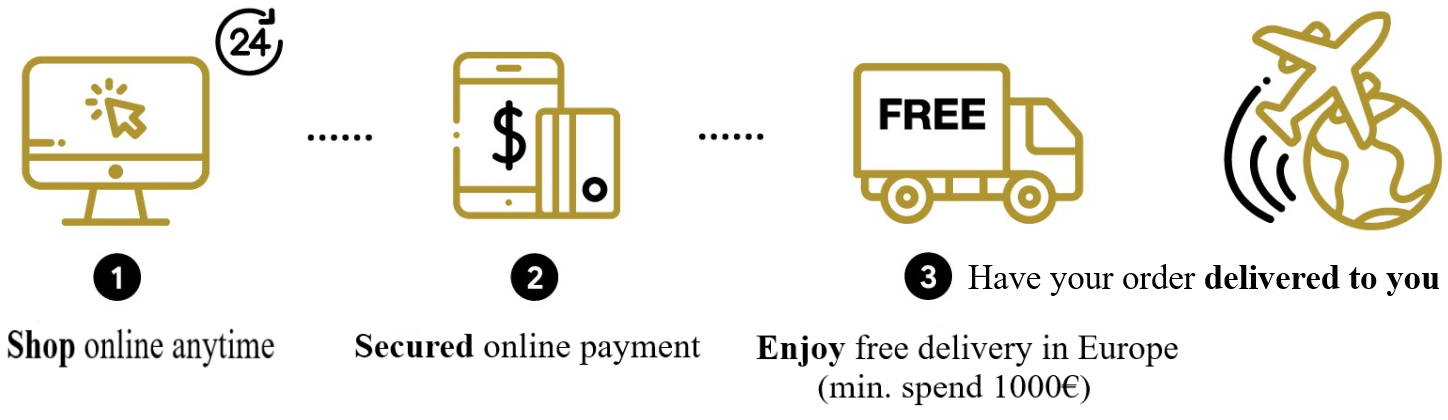 24
$
FREE
1
2
3 Have your order delivered to you
Shop online anytime
Secured online payment
Enjoy free delivery in Europe
(min. spend 1000€)